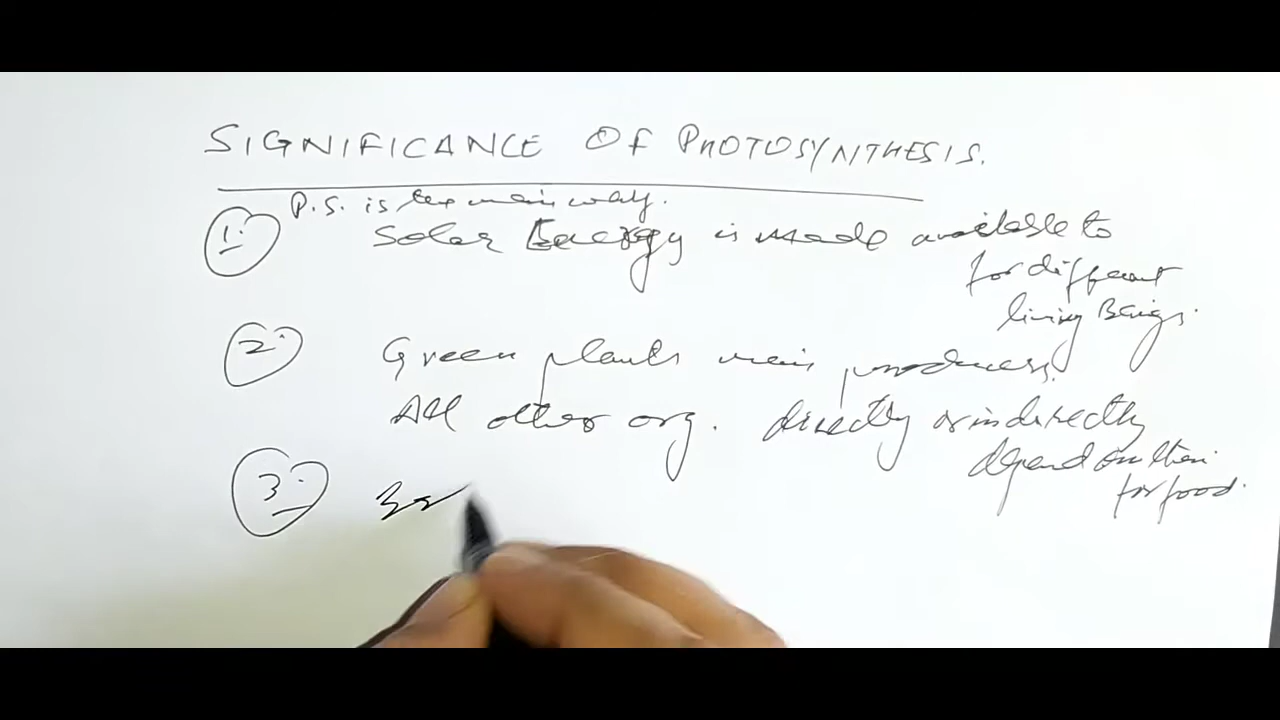 SIGNIFICANCE OF PHOTOSYNTHESIS.
P.S. is the main way.
1. Solar Energy is made available to
for different
living Beings.
2. Green plants main producers.
All other org. directly or indirectly
depend on them
for food.
3.